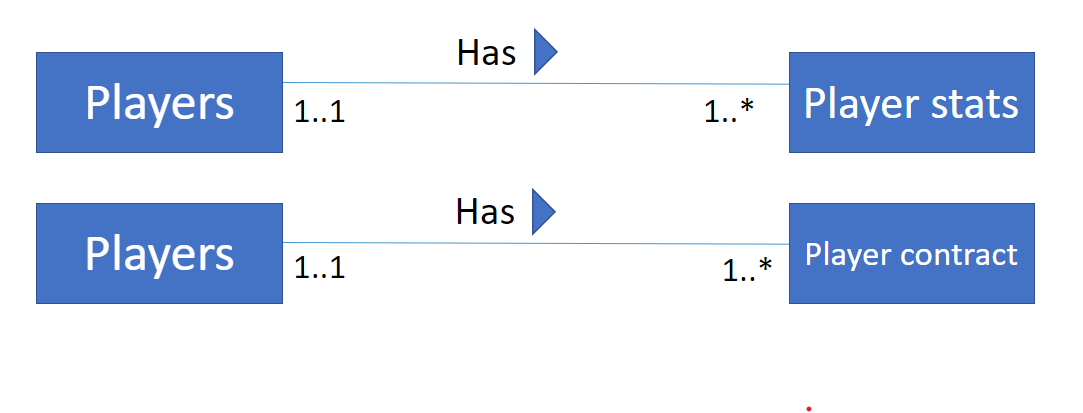 Has
Players
1..1
1..*
Player stats
Has
Players
1..1
1..*
Player contract